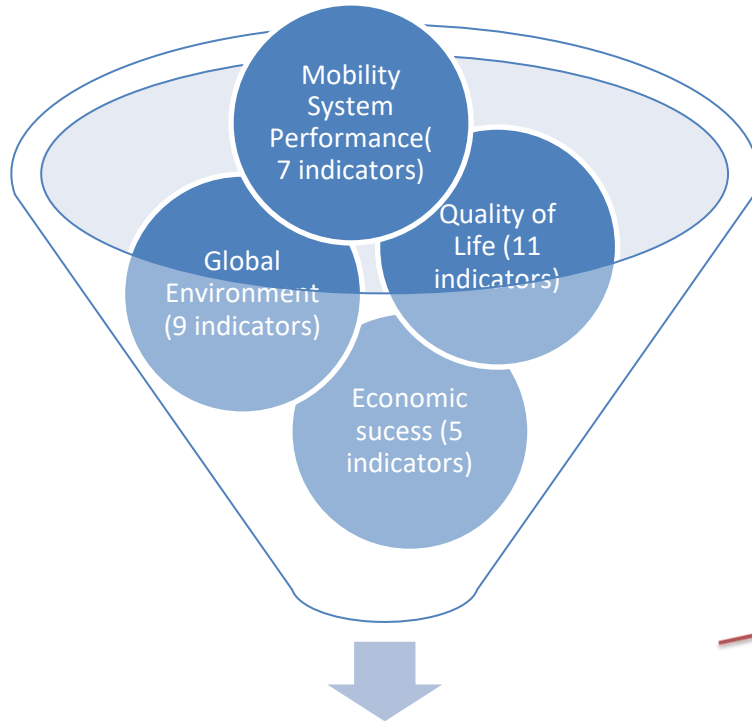 Mobility
System
Performance(
7 indicators)
Quality of
Life (11
indicators)
Global
Environment
(9 indicators)
Economic
sucess (5
indicators)